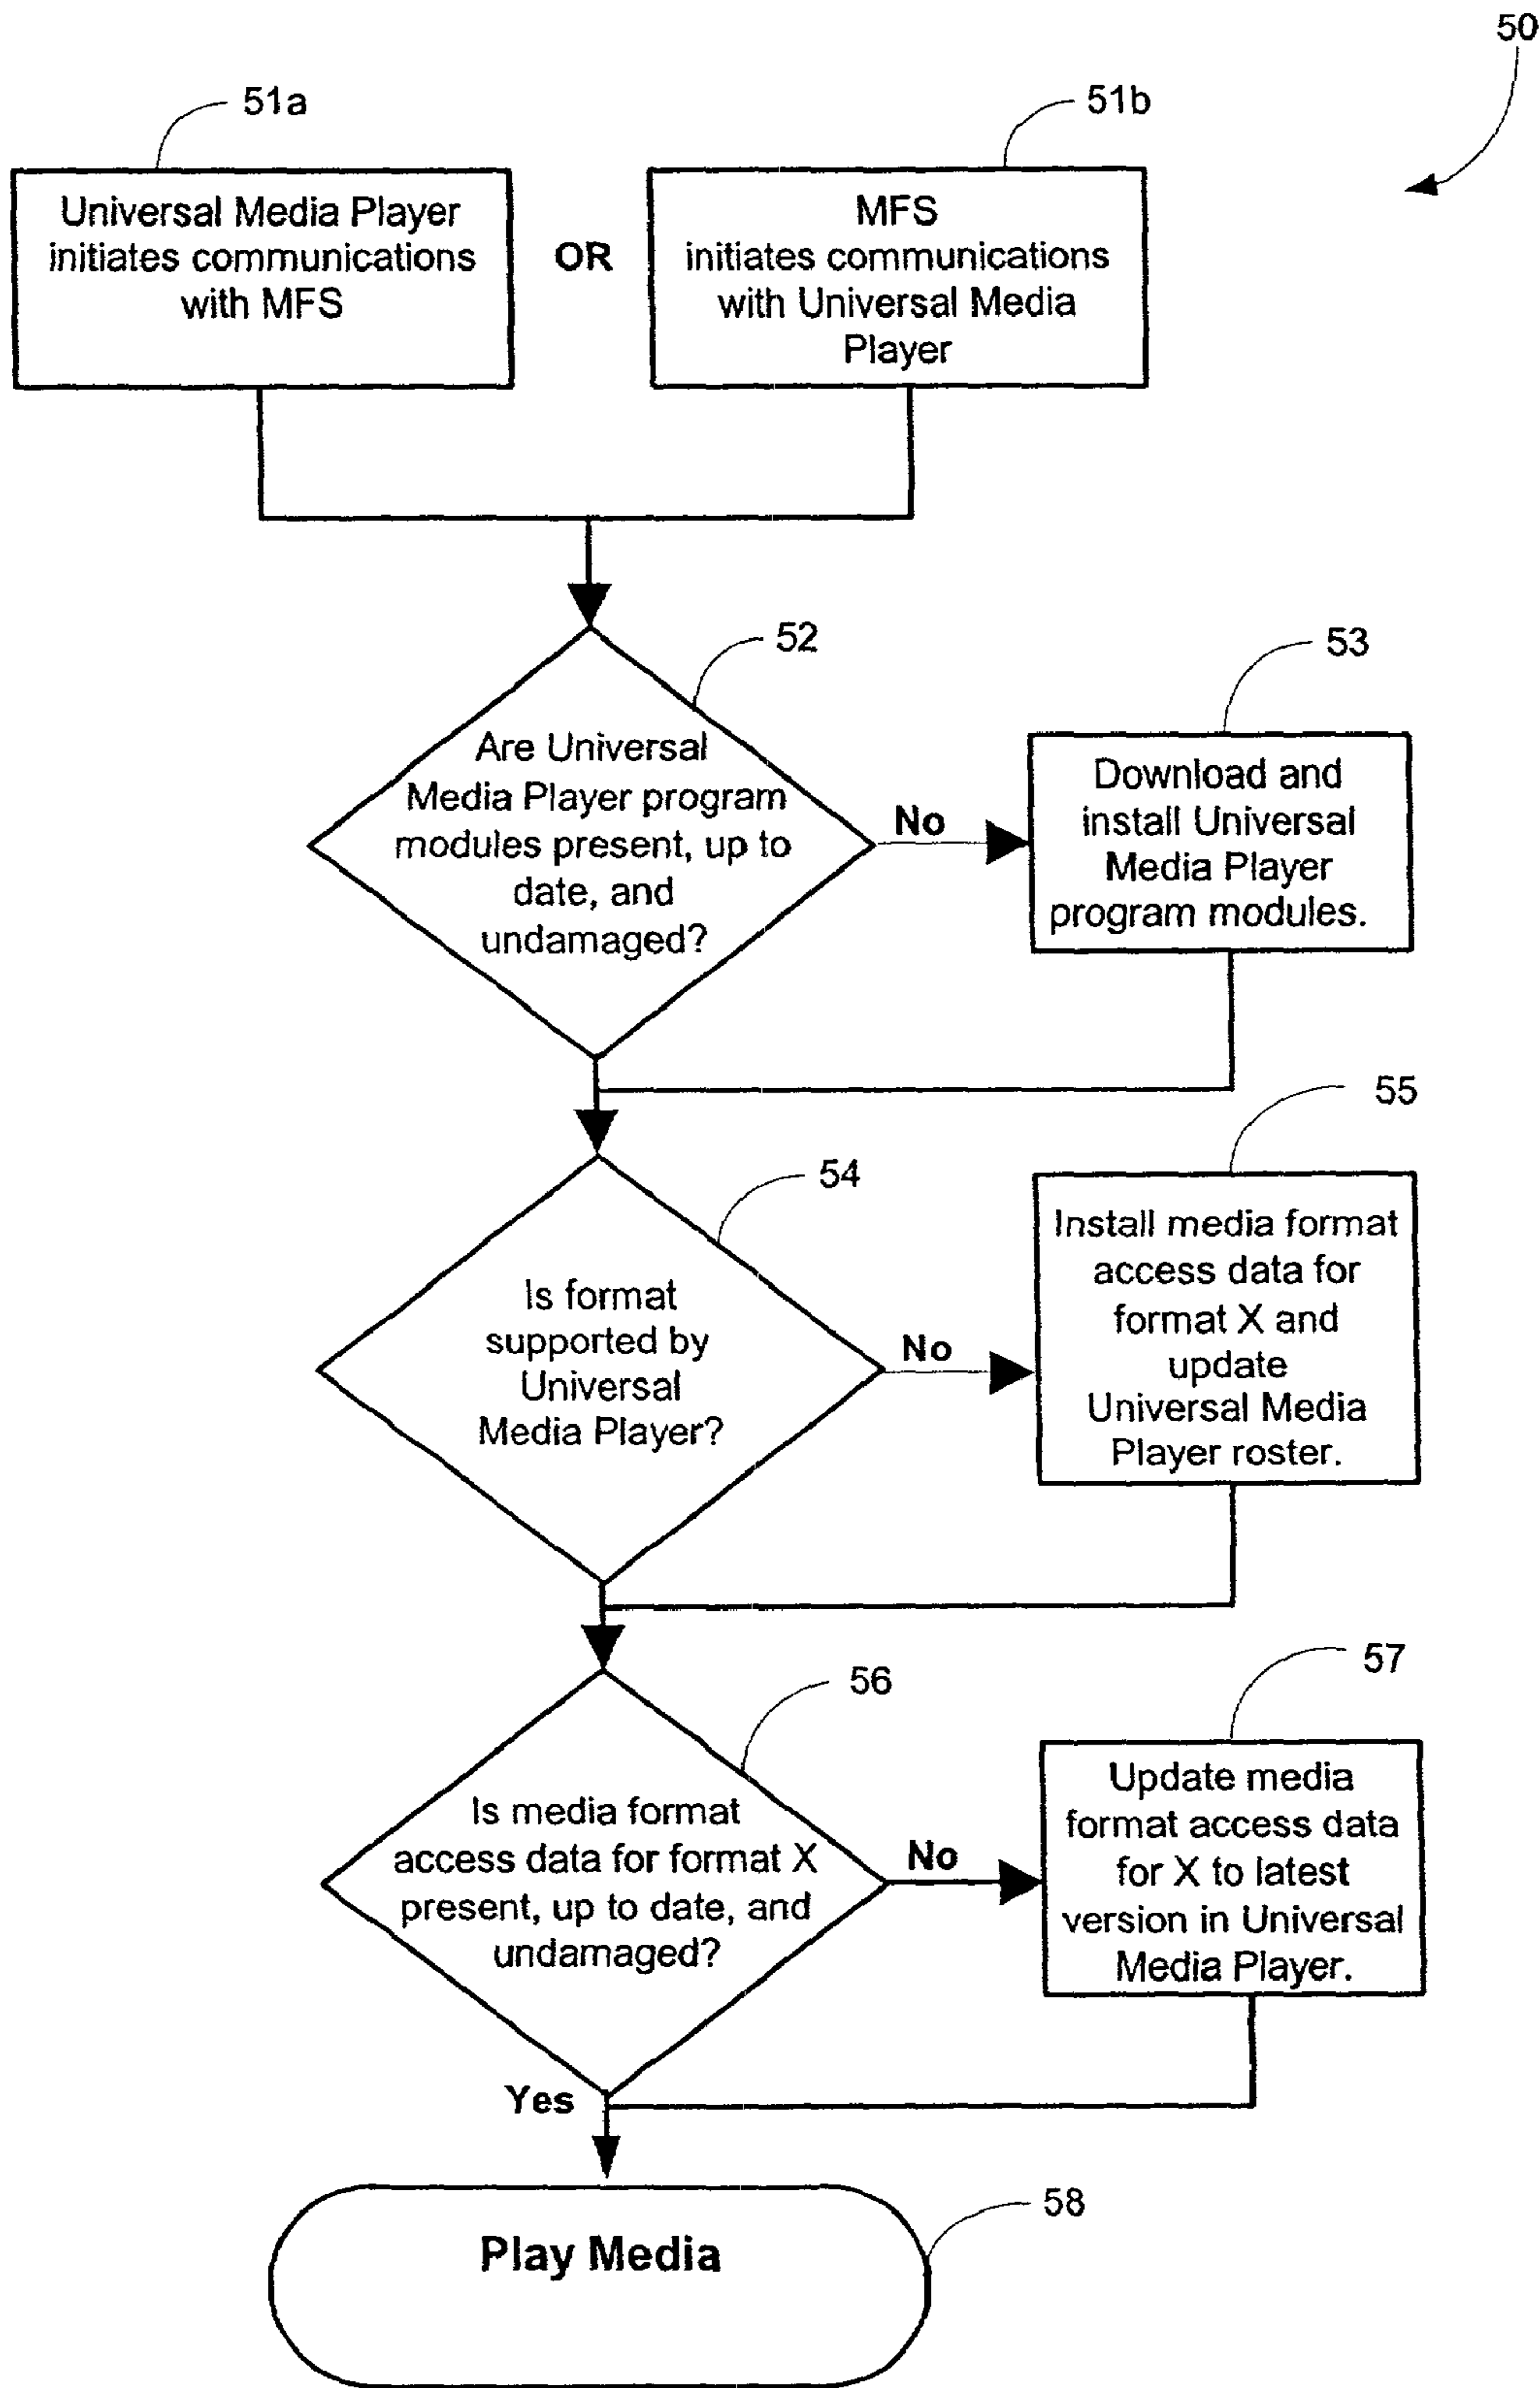 50
51a
51b
Universal Media Player
initiates communications
with MFS
OR
MFS
initiates communications
with Universal Media
Player
52
53
Are Universal
Media Player program
modules present, up to
date, and
undamaged?
No
Download and
install Universal
Media Player
program modules.
54
55
Is format
supported by
Universal
Media Player?
No
Install media format
access data for
format X and
update
Universal Media
Player roster.
56
57
Is media format
access data for format X
present, up to date, and
undamaged?
No
Update media
format access data
for X to latest
version in Universal
Media Player.
Yes
58
Play Media